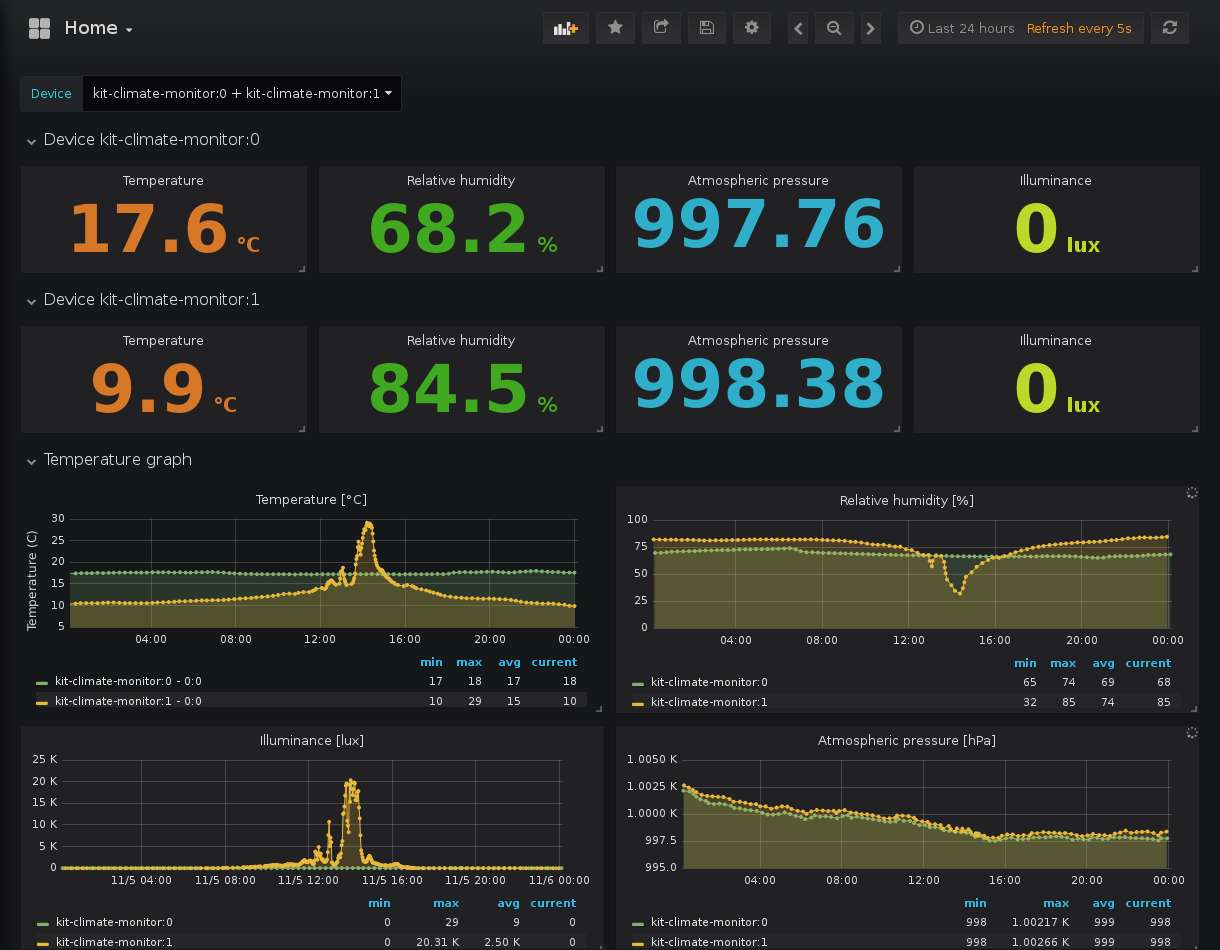 Home
Last 24 hours Refresh every 5s
Device kit-climate-monitor:0 + kit-climate-monitor:1
Device kit-climate-monitor:0
Temperature Relative humidity Atmospheric pressure Illuminance
17.6 °C 68.2 % 997.76 0 lux
Device kit-climate-monitor:1
Temperature Relative humidity Atmospheric pressure Illuminance
9.9 °C 84.5 % 998.38 0 lux
Temperature graph
Temperature [°C]
Temperature (C)
30
25
20
15
10
5
04:00 08:00 12:00 16:00 20:00 00:00
min max avg current
kit-climate-monitor:0 - 0:0 17 18 17 18
kit-climate-monitor:1 - 0:0 10 29 15 10
Relative humidity [%]
100
75
50
25
0
04:00 08:00 12:00 16:00 20:00 00:00
min max avg current
kit-climate-monitor:0 65 74 69 68
kit-climate-monitor:1 32 85 74 85
Illuminance [lux]
25 K
20 K
15 K
10 K
5 K
0
11/5 04:00 11/5 08:00 11/5 12:00 11/5 16:00 11/5 20:00 11/6 00:00
min max avg current
kit-climate-monitor:0 0 29 9 0
kit-climate-monitor:1 0 20.31 K 2.50 K 0
Atmospheric pressure [hPa]
1.0050 K
1.0025 K
1.0000 K
997.5
995.0
04:00 08:00 12:00 16:00 20:00 00:00
min max avg current
kit-climate-monitor:0 998 1.00217 K 999 998
kit-climate-monitor:1 998 1.00266 K 999 998